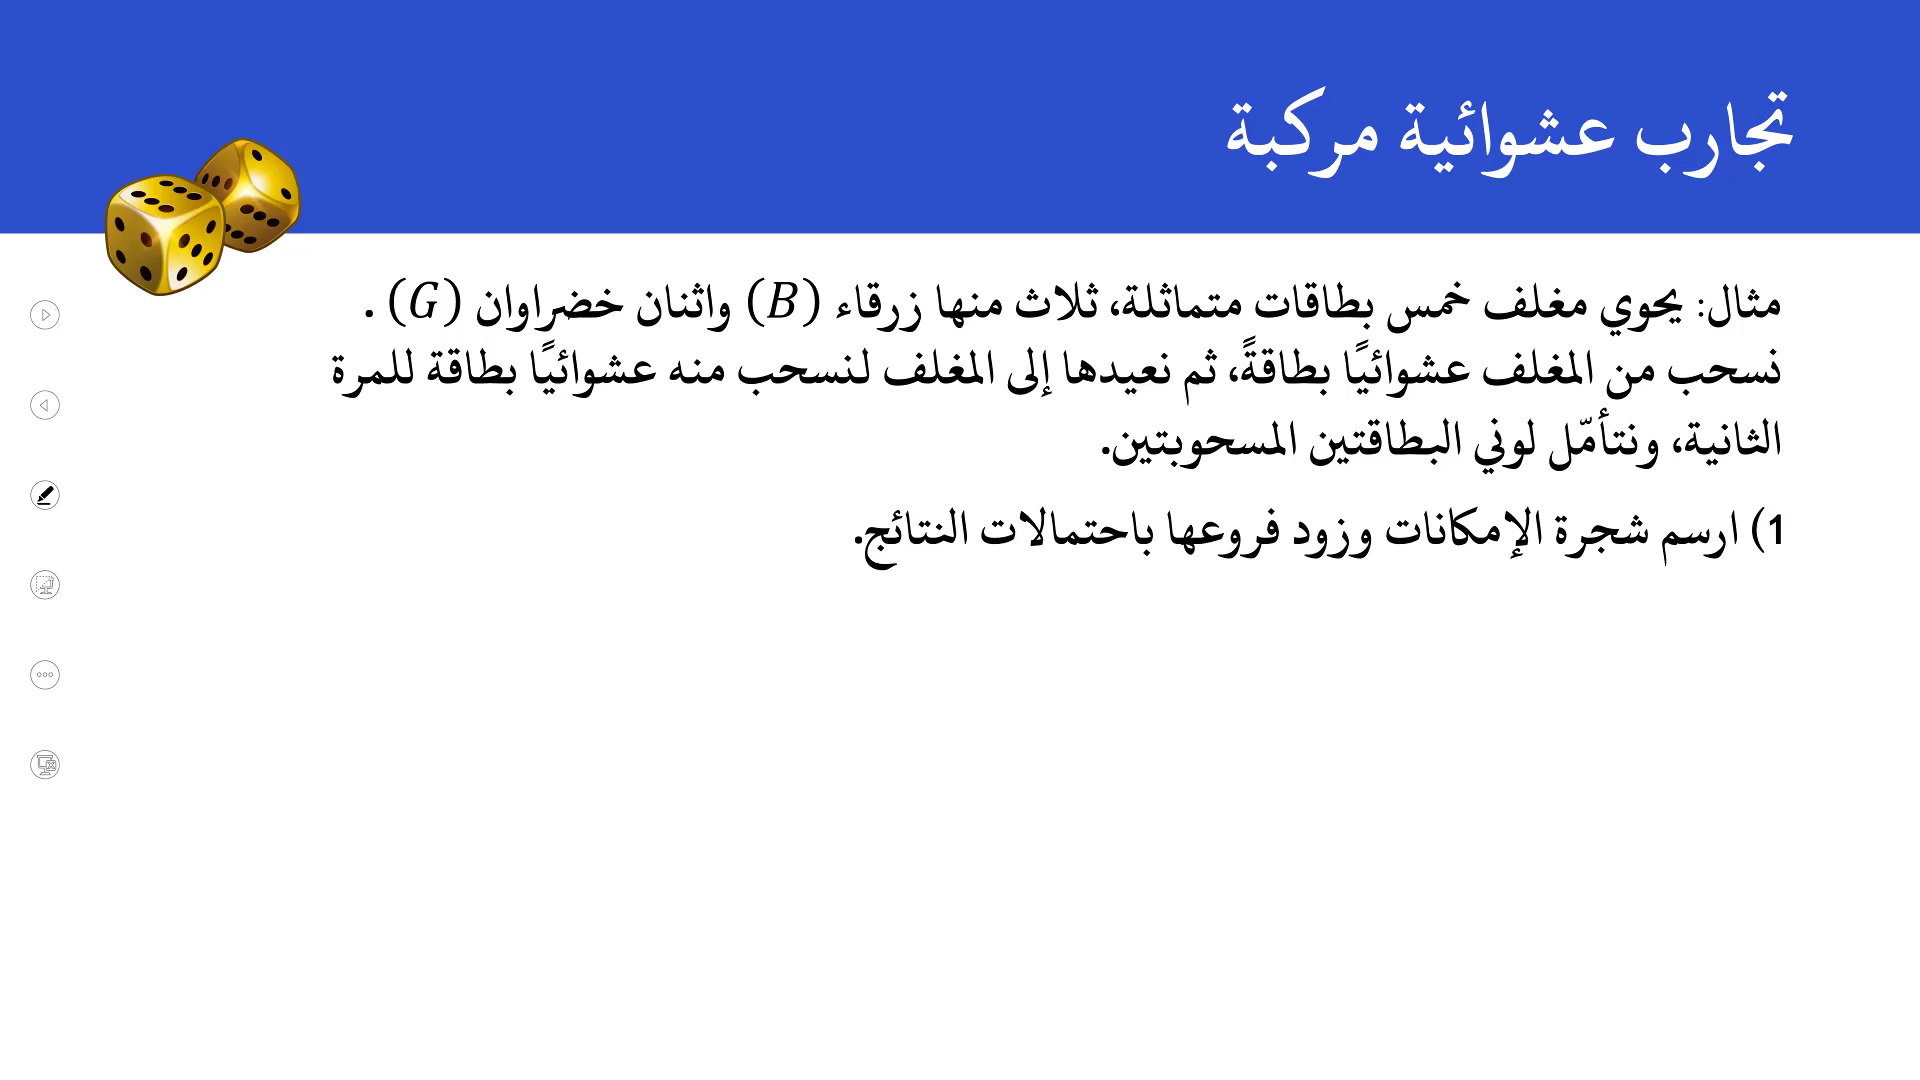 تجارب عشوائية مركبة
مثال: يحوي مغلف خمس بطاقات متماثلة، ثلاث منها زرقاء (B) واثنان خضراوان (G) .
نسحب من المغلف عشوائيًا بطاقةً، ثم نعيدها إلى المغلف لنسحب منه عشوائيًا بطاقة للمرة
الثانية، ونتأمّل لوني البطاقتين المسحوبتين.
1) ارسم شجرة الإمكانات وزود فروعها باحتمالات النتائج.